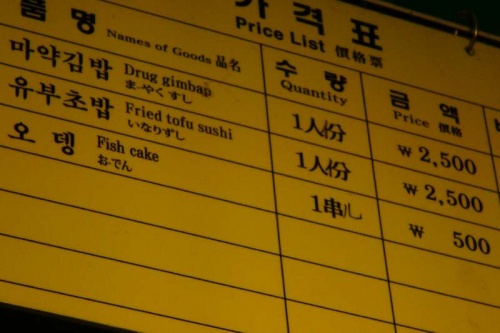 가격표
Price List 價格票
품명 Names of Goods 品名
수량 Quantity
금액 Price 價格
마약김밥 Drug gimbap まやくすし 1人份 ₩ 2,500
유부초밥 Fried tofu sushi いなりずし 1人份 ₩ 2,500
오뎅 Fish cake おでん 1串儿 ₩ 500